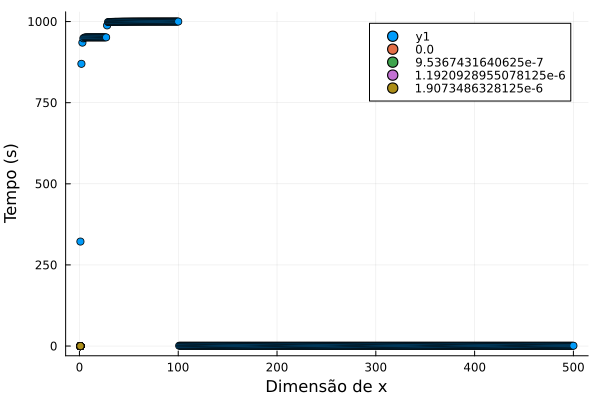 1000
750
500
250
0
Tempo (s)
y1
0.0
9.5367431640625e-7
1.1920928955078125e-6
1.9073486328125e-6
0 100 200 300 400 500
Dimensão de x